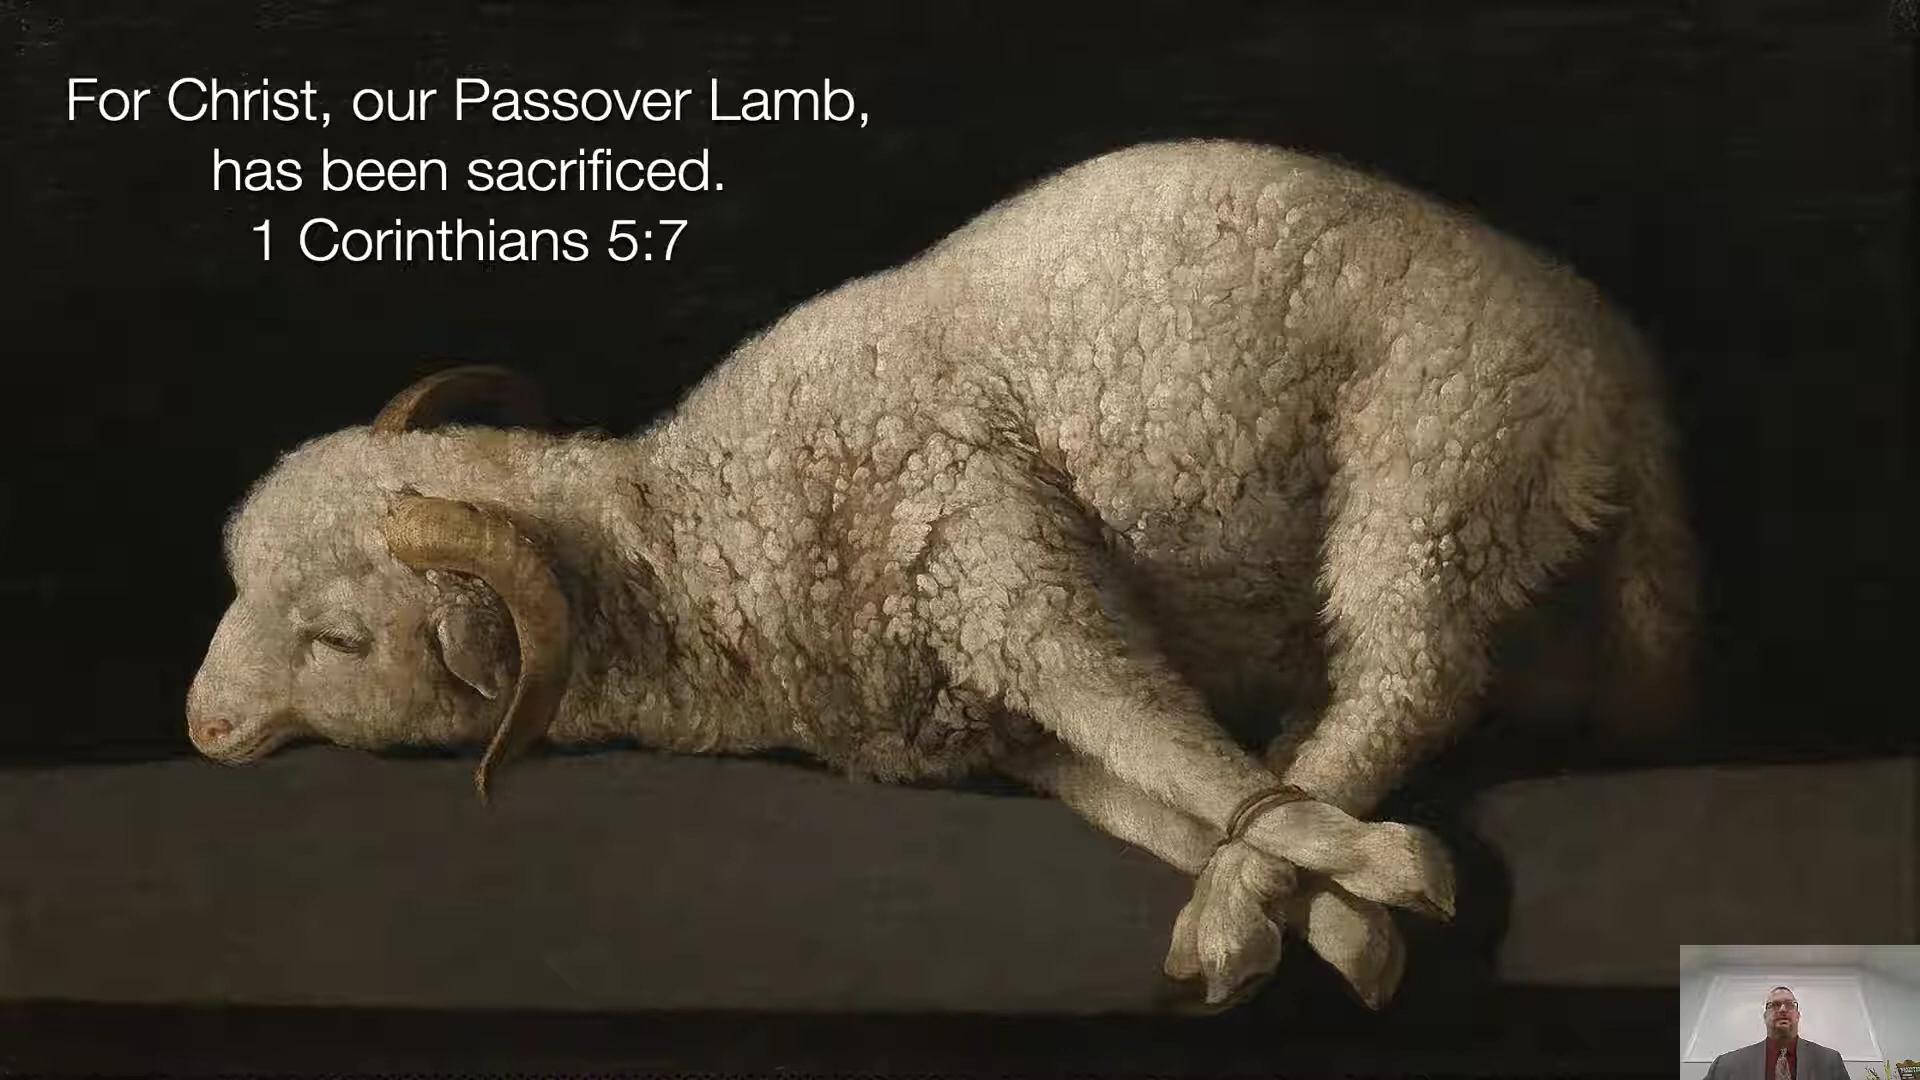 For Christ, our Passover Lamb,
has been sacrificed.
1 Corinthians 5:7